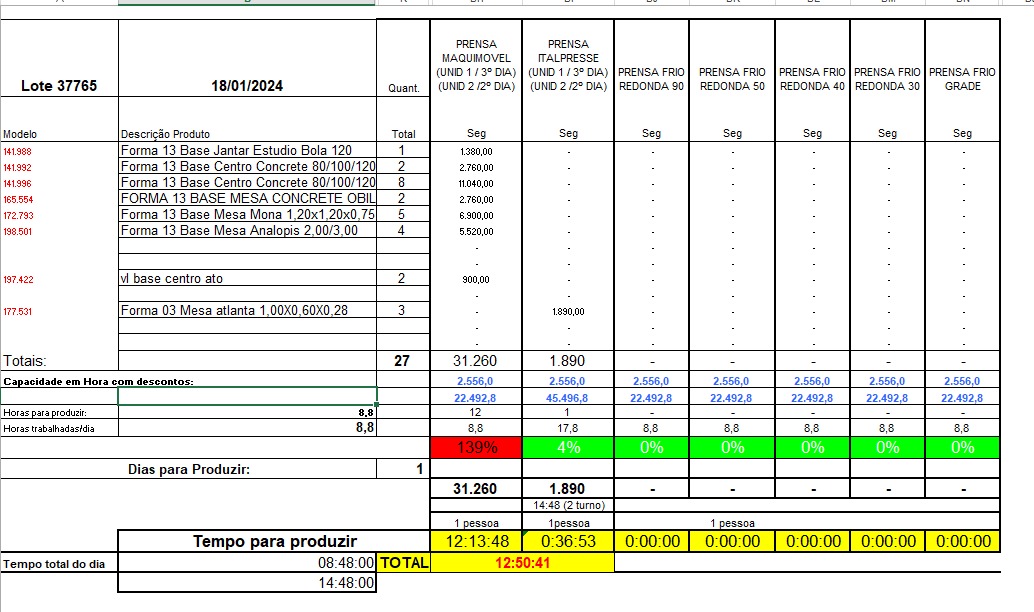 PRENSA MAQUIMOVEL (UNID 1 / 3º DIA) (UNID 2 /2º DIA) PRENSA ITALPRESSE (UNID 1 / 3º DIA) (UNID 2 /2º DIA) PRENSA FRIO REDONDA 90 PRENSA FRIO REDONDA 50 PRENSA FRIO REDONDA 40 PRENSA FRIO REDONDA 30 PRENSA FRIO GRADE
Lote 37765 18/01/2024 Quant.
Modelo Descrição Produto Total Seg Seg Seg Seg Seg Seg Seg
141.988 Forma 13 Base Jantar Estudio Bola 120 1 1.380,00 - - - - - -
141.992 Forma 13 Base Centro Concrete 80/100/120 2 2.760,00 - - - - - -
141.996 Forma 13 Base Centro Concrete 80/100/120 8 11.040,00 - - - - - -
165.554 FORMA 13 BASE MESA CONCRETE OBIL 2 2.760,00 - - - - - -
172.793 Forma 13 Base Mesa Mona 1,20x1,20x0,75 5 6.900,00 - - - - - -
198.501 Forma 13 Base Mesa Analopis 2,00/3,00 4 5.520,00 - - - - - -
- - - - - - -
- - - - - - -
197.422 vl base centro ato 2 900,00 - - - - - -
- - - - - - -
177.531 Forma 03 Mesa atlanta 1,00X0,60X0,28 3 - 1.890,00 - - - - -
- - - - - - -
- - - - - - -
Totais: 27 31.260 1.890 - - - - -
Capacidade em Hora com descontos: 2.556,0 2.556,0 2.556,0 2.556,0 2.556,0 2.556,0 2.556,0
22.492,8 45.496,8 22.492,8 22.492,8 22.492,8 22.492,8 22.492,8
Horas para produzir: 8,8 12 1 - - - - -
Horas trabalhadas/dia 8,8 8,8 17,8 8,8 8,8 8,8 8,8 8,8
139% 4% 0% 0% 0% 0% 0%
Dias para Produzir: 1
31.260 1.890 - - - - -
14:48 (2 turno)
1 pessoa 1pessoa 1 pessoa
Tempo para produzir 12:13:48 0:36:53 0:00:00 0:00:00 0:00:00 0:00:00 0:00:00
Tempo total do dia 08:48:00 TOTAL 12:50:41
14:48:00